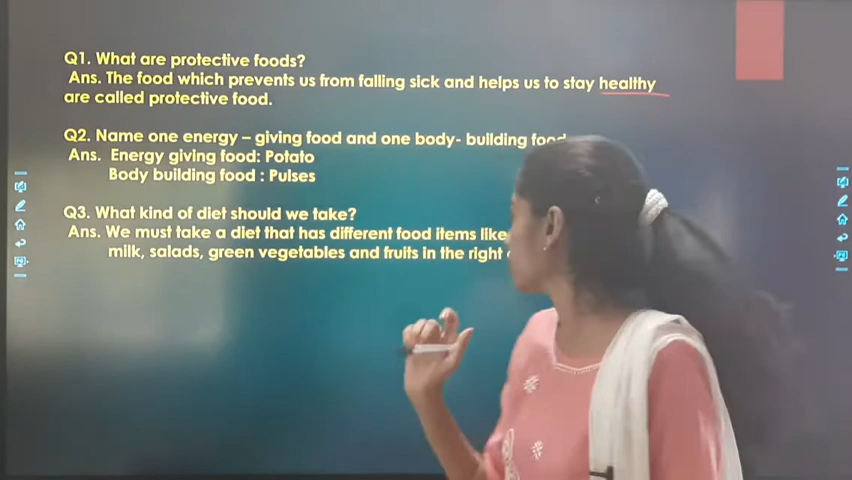 Q1. What are protective foods?
Ans. The food which prevents us from falling sick and helps us to stay healthy
are called protective food.
Q2. Name one energy – giving food and one body- building food
Ans. Energy giving food: Potato
Body building food : Pulses
Q3. What kind of diet should we take?
Ans. We must take a diet that has different food items like
milk, salads, green vegetables and fruits in the right